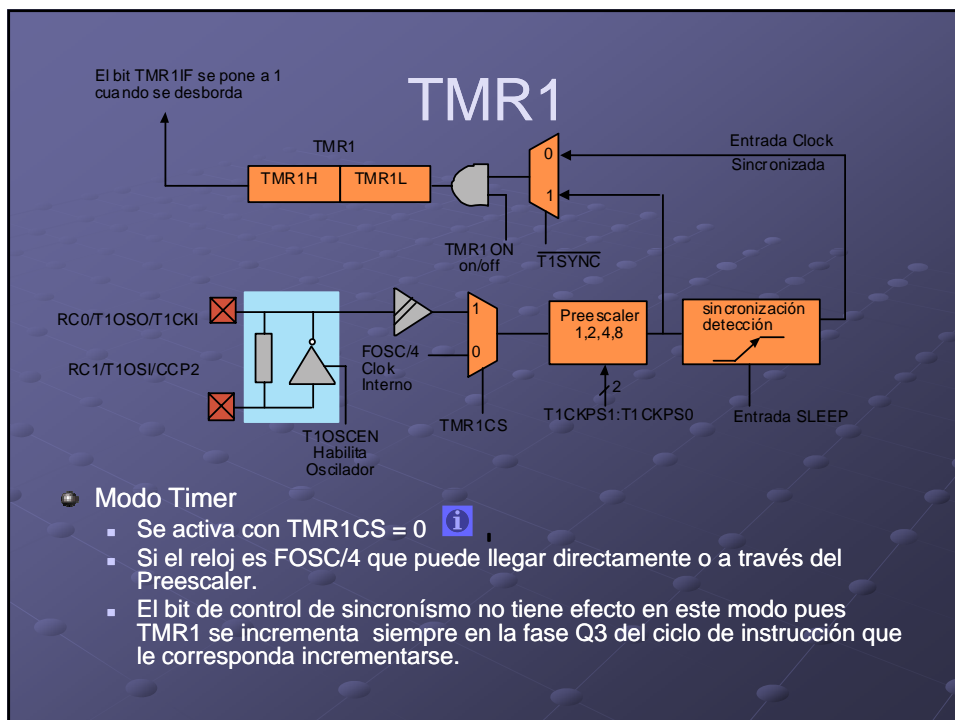 El bit TMR1IF se pone a 1
cuando se desborda
TMR1
TMR1
Entrada Clock
Sincronizada
0
TMR1H
TMR1L
1
TMR1ON
on/off
T1SYNC
RC0/T1OSO/T1CKI
1
Preescaler
1,2,4,8
sincronización
detección
FOSC/4
Clok
Interno
0
RC1/T1OSI/CCP2
2
T1CKPS1:T1CKPS0
Entrada SLEEP
TMR1CS
T1OSCEN
Habilita
Oscilador
Modo Timer
Se activa con TMR1CS = 0 i .
Si el reloj es FOSC/4 que puede llegar directamente o a través del
Preescaler.
El bit de control de sincronísmo no tiene efecto en este modo pues
TMR1 se incrementa siempre en la fase Q3 del ciclo de instrucción que
le corresponda incrementarse.